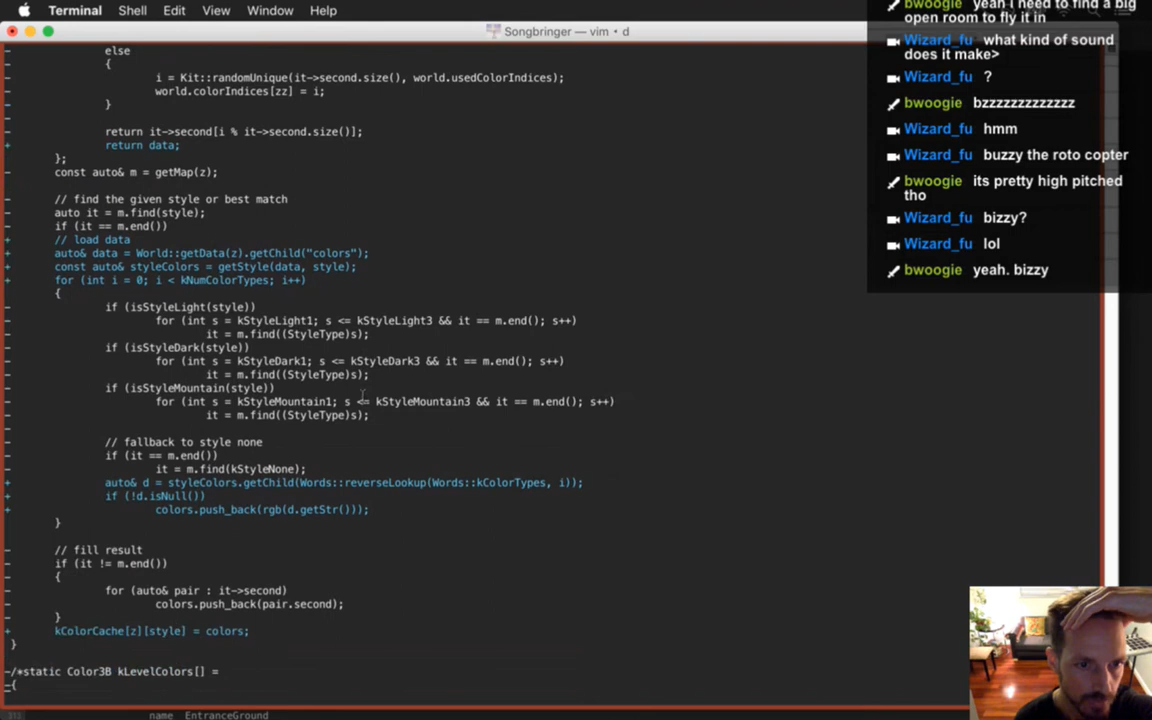 Terminal Shell Edit View Window Help
Songbringer — vim • d
- else
- {
- i = Kit::randomUnique(it->second.size(), world.usedColorIndices);
- world.colorIndices[zz] = i;
- }
-
- return it->second[i % it->second.size()];
+ return data;
};
- const auto& m = getMap(z);
- // find the given style or best match
- auto it = m.find(style);
- if (it == m.end())
+ // load data
+ auto& data = World::getData(z).getChild("colors");
+ const auto& styleColors = getStyle(data, style);
+ for (int i = 0; i < kNumColorTypes; i++)
{
- if (isStyleLight(style))
- for (int s = kStyleLight1; s <= kStyleLight3 && it == m.end(); s++)
- it = m.find((StyleType)s);
- if (isStyleDark(style))
- for (int s = kStyleDark1; s <= kStyleDark3 && it == m.end(); s++)
- it = m.find((StyleType)s);
- if (isStyleMountain(style))
- for (int s = kStyleMountain1; s <= kStyleMountain3 && it == m.end(); s++)
- it = m.find((StyleType)s);
-
- // fallback to style none
- if (it == m.end())
- it = m.find(kStyleNone);
+ auto& d = styleColors.getChild(Words::reverseLookup(Words::kColorTypes, i));
+ if (!d.isNull())
+ colors.push_back(rgb(d.getStr()));
}
- // fill result
- if (it != m.end())
- {
- for (auto& pair : it->second)
- colors.push_back(pair.second);
- }
+ kColorCache[z][style] = colors;
}
-/*static Color3B kLevelColors[] =
-{
name EntranceGround
bwoogie yeah i need to find a big
open room to fly it in
Wizard_fu what kind of sound
does it make>
Wizard_fu ?
bwoogie bzzzzzzzzzzzzz
Wizard_fu hmm
Wizard_fu buzzy the roto copter
bwoogie its pretty high pitched
tho
Wizard_fu bizzy?
Wizard_fu lol
bwoogie yeah. bizzy